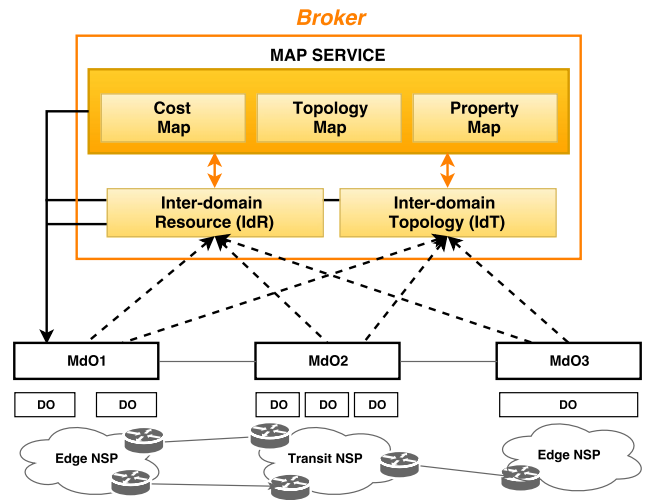 Broker
MAP SERVICE
Cost
Map
Topology
Map
Property
Map
Inter-domain
Resource (IdR)
Inter-domain
Topology (IdT)
MdO1
MdO2
MdO3
DO
DO
DO
DO
DO
DO
Edge NSP
Transit NSP
Edge NSP